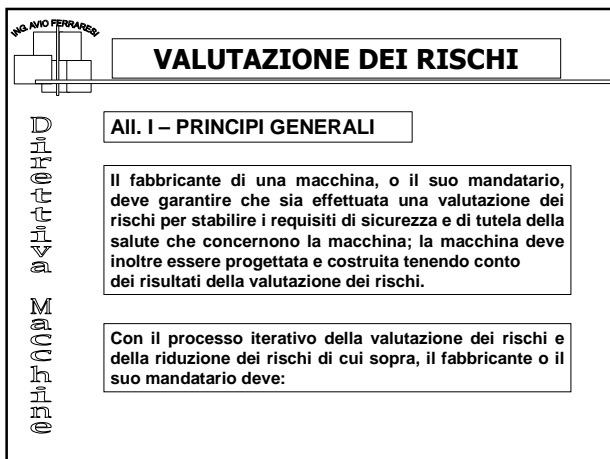 ING. AVIO FERRARESI
VALUTAZIONE DEI RISCHI
Direttiva Macchine
All. I – PRINCIPI GENERALI
Il fabbricante di una macchina, o il suo mandatario,
deve garantire che sia effettuata una valutazione dei
rischi per stabilire i requisiti di sicurezza e di tutela della
salute che concernono la macchina; la macchina deve
inoltre essere progettata e costruita tenendo conto
dei risultati della valutazione dei rischi.
Con il processo iterativo della valutazione dei rischi e
della riduzione dei rischi di cui sopra, il fabbricante o il
suo mandatario deve: